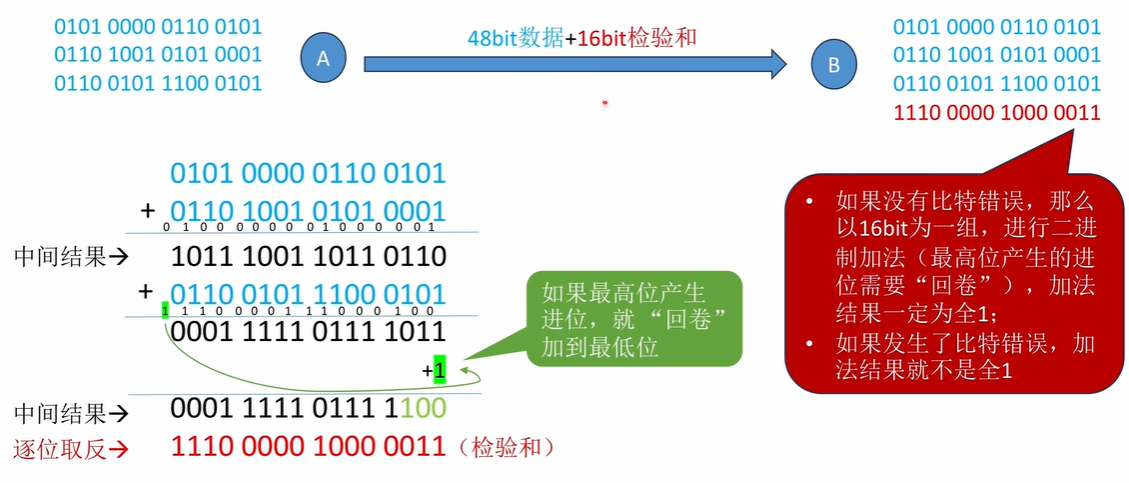 0101 0000 0110 0101
0110 1001 0101 0001
0110 0101 1100 0101
A
48bit数据+16bit检验和
B
0101 0000 0110 0101
0110 1001 0101 0001
0110 0101 1100 0101
1110 0000 1000 0011
0101 0000 0110 0101
+ 0110 1001 0101 0001
0 1 0 0 0 0 0 0 1 0 0 0 0 0 1
中间结果→ 1011 1001 1011 0110
+ 0110 0101 1100 0101
1 1 1 0 0 0 0 1 1 0 0 0 1 0 0
0001 1111 0111 1011
+1
中间结果→ 0001 1111 0111 1100
逐位取反→ 1110 0000 1000 0011（检验和）
如果最高位产生
进位，就“回卷”
加到最低位
• 如果没有比特错误，那么
以16bit为一组，进行二进
制加法（最高位产生的进
位需要“回卷”），加法
结果一定为全1；
• 如果发生了比特错误，加
法结果就不是全1